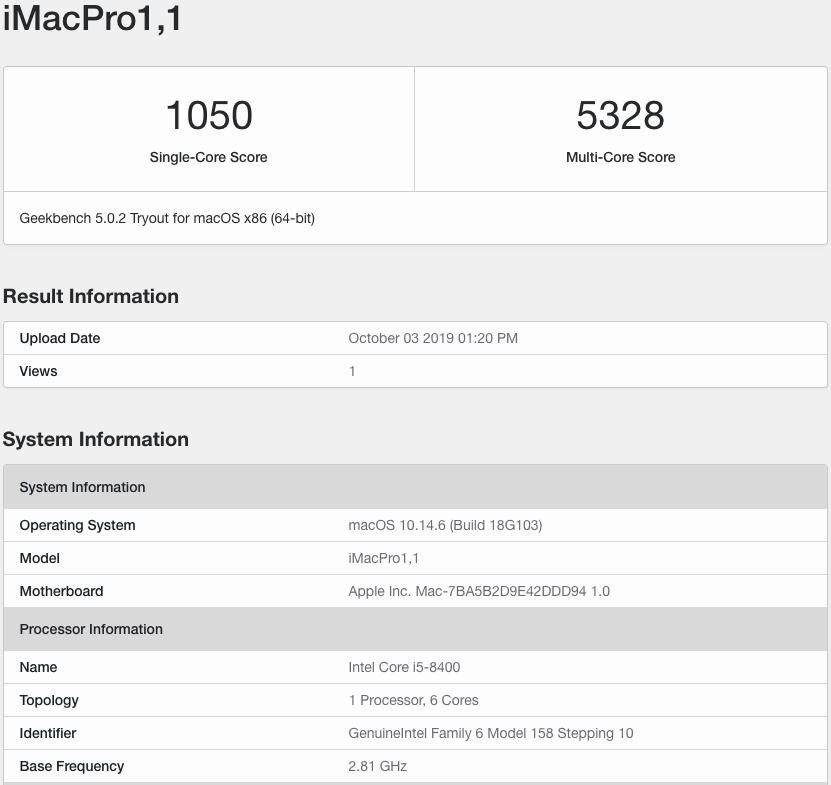 iMacPro1,1
1050
5328
Single-Core Score
Multi-Core Score
Geekbench 5.0.2 Tryout for macOS x86 (64-bit)
Result Information
Upload Date October 03 2019 01:20 PM
Views 1
System Information
System Information
Operating System macOS 10.14.6 (Build 18G103)
Model iMacPro1,1
Motherboard Apple Inc. Mac-7BA5B2D9E42DDD94 1.0
Processor Information
Name Intel Core i5-8400
Topology 1 Processor, 6 Cores
Identifier GenuineIntel Family 6 Model 158 Stepping 10
Base Frequency 2.81 GHz